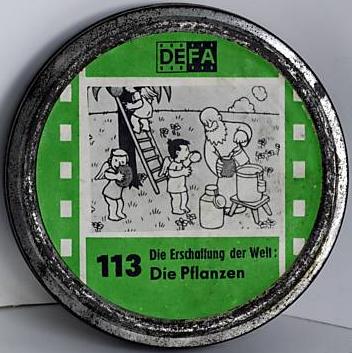 DEFA
113 Die Erschaffung der Welt:
Die Pflanzen